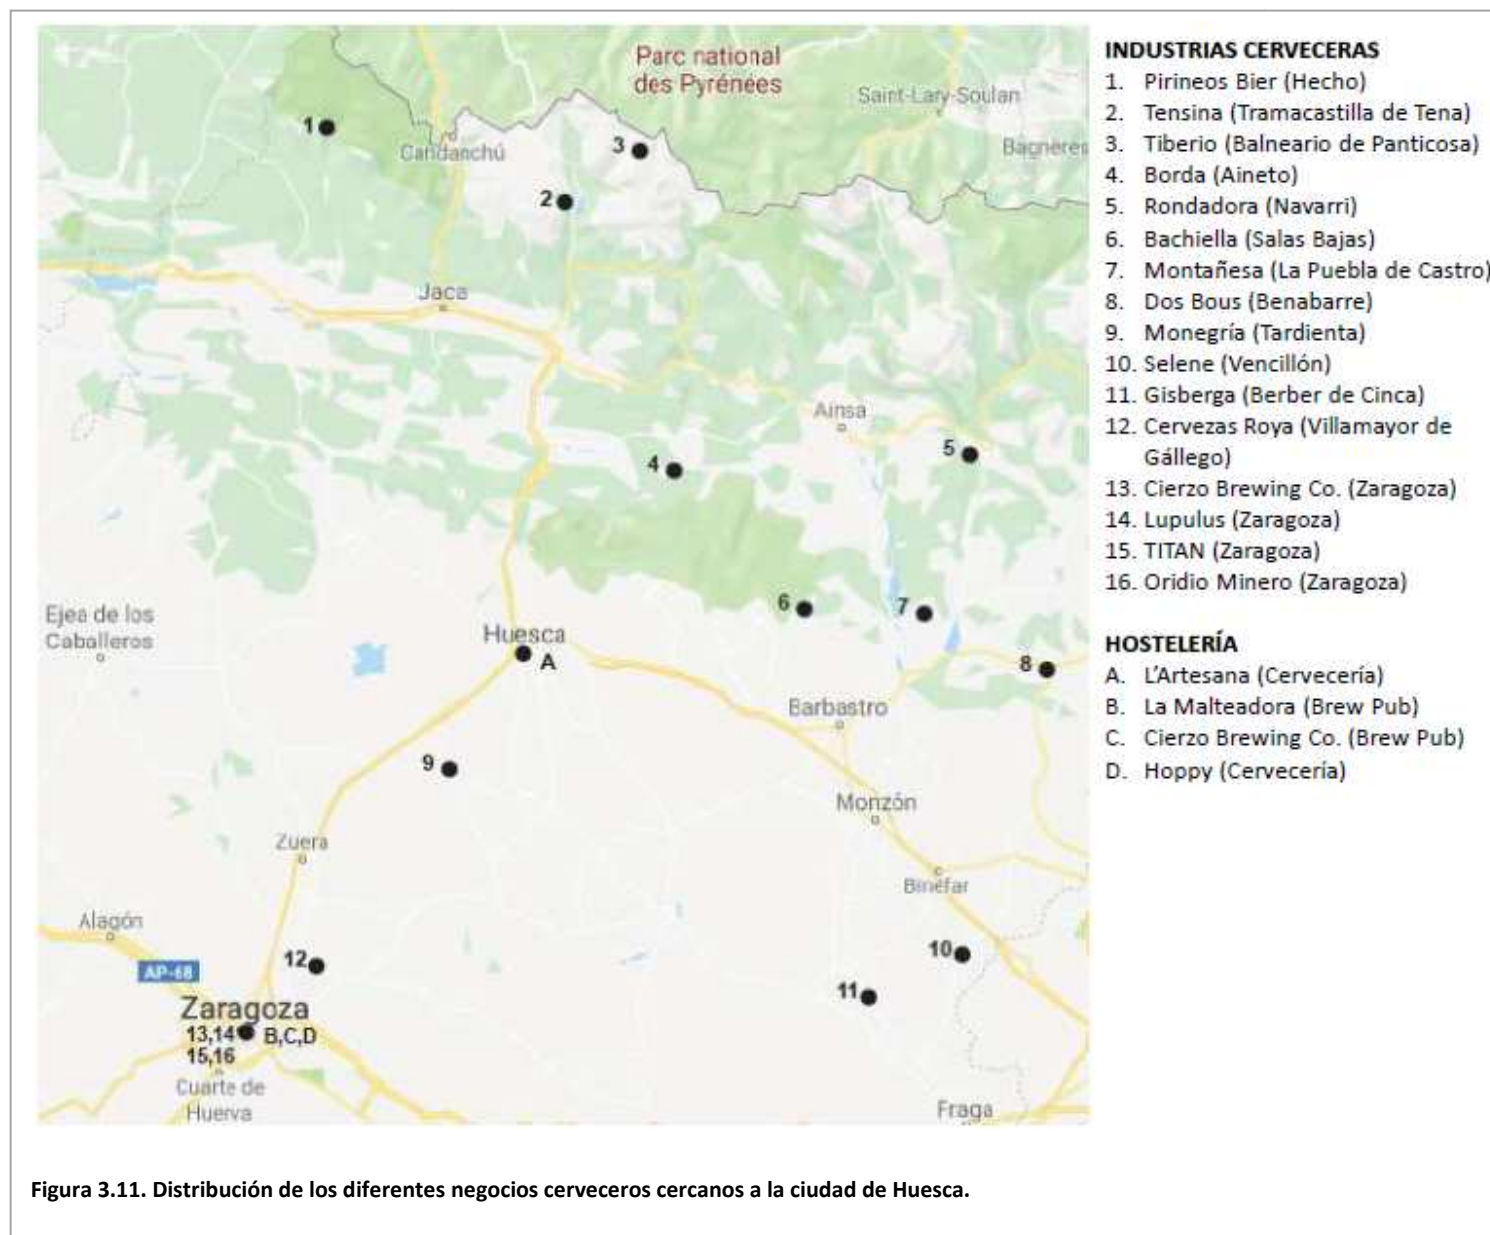 Parc national
des Pyrénées
Saint-Lary-Soulan
Bagnères
Candanchú
1
3
2
Jaca
Ainsa
5
4
Ejea de los
Caballeros
6
7
Huesca
A
8
Barbastro
9
Monzón
Zuera
Binéfar
Alagón
AP-68
12
10
11
Zaragoza
13,14 B,C,D
15,16
Cuarte de
Huerva
Fraga
INDUSTRIAS CERVECERAS
1. Pirineos Bier (Hecho)
2. Tensina (Tramacastilla de Tena)
3. Tiberio (Balneario de Panticosa)
4. Borda (Aineto)
5. Rondadora (Navarri)
6. Bachiella (Salas Bajas)
7. Montañesa (La Puebla de Castro)
8. Dos Bous (Benabarre)
9. Monegría (Tardienta)
10. Selene (Vencillón)
11. Gisberga (Berber de Cinca)
12. Cervezas Roya (Villamayor de
Gállego)
13. Cierzo Brewing Co. (Zaragoza)
14. Lupulus (Zaragoza)
15. TITAN (Zaragoza)
16. Oridio Minero (Zaragoza)
HOSTELERÍA
A. L'Artesana (Cervecería)
B. La Malteadora (Brew Pub)
C. Cierzo Brewing Co. (Brew Pub)
D. Hoppy (Cervecería)
Figura 3.11. Distribución de los diferentes negocios cerveceros cercanos a la ciudad de Huesca.